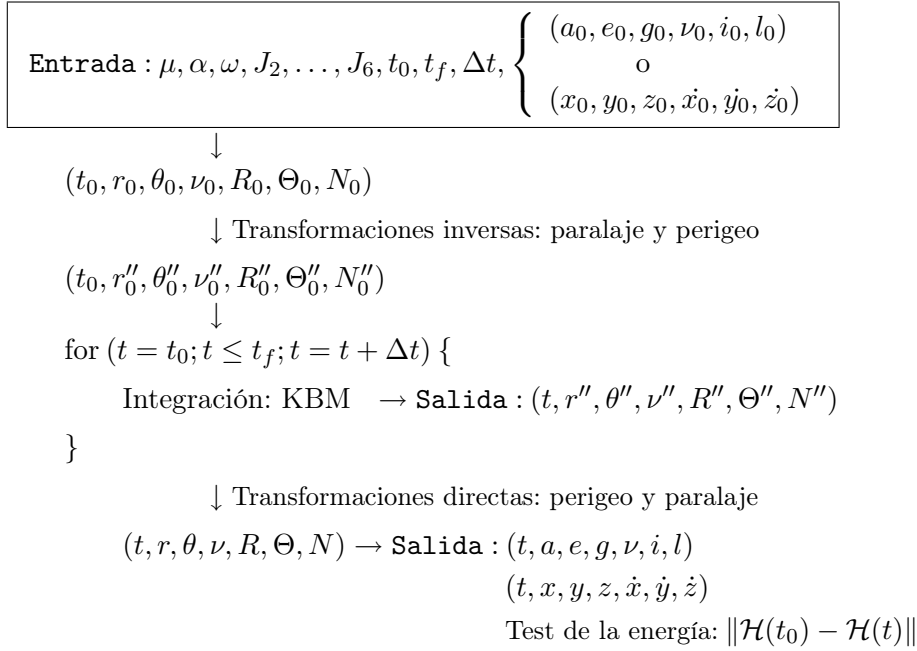 (a₀, e₀, g₀, ν₀, i₀, l₀)
Entrada : μ, α, ω, J₂, …, J₆, t₀, t_f, Δt, { o
(x₀, y₀, z₀, ẋ₀, ẏ₀, ż₀)
↓
(t₀, r₀, θ₀, ν₀, R₀, Θ₀, N₀)
↓ Transformaciones inversas: paralaje y perigeo
(t₀, r₀′′, θ₀′′, ν₀′′, R₀′′, Θ₀′′, N₀′′)
↓
for (t = t₀; t ≤ t_f; t = t + Δt) {
Integración: KBM → Salida : (t, r′′, θ′′, ν′′, R′′, Θ′′, N′′)
}
↓ Transformaciones directas: perigeo y paralaje
(t, r, θ, ν, R, Θ, N) → Salida : (t, a, e, g, ν, i, l)
(t, x, y, z, ẋ, ẏ, ż)
Test de la energía: ‖ℋ(t₀) − ℋ(t)‖